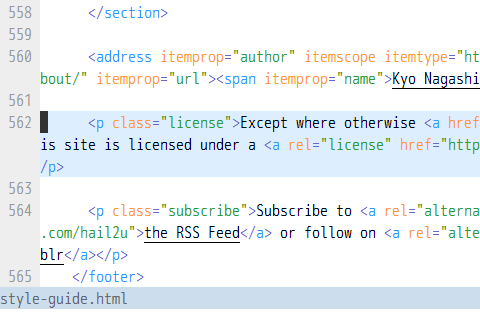 558      </section>
559
560      <address itemprop="author" itemscope itemtype="ht
bout/" itemprop="url"><span itemprop="name">Kyo Nagashi
561
562      <p class="license">Except where otherwise <a href
is site is licensed under a <a rel="license" href="http
/p>
563
564      <p class="subscribe">Subscribe to <a rel="alterna
.com/hail2u">the RSS Feed</a> or follow on <a rel="alte
blr</a></p>
565    </footer>
style-guide.html